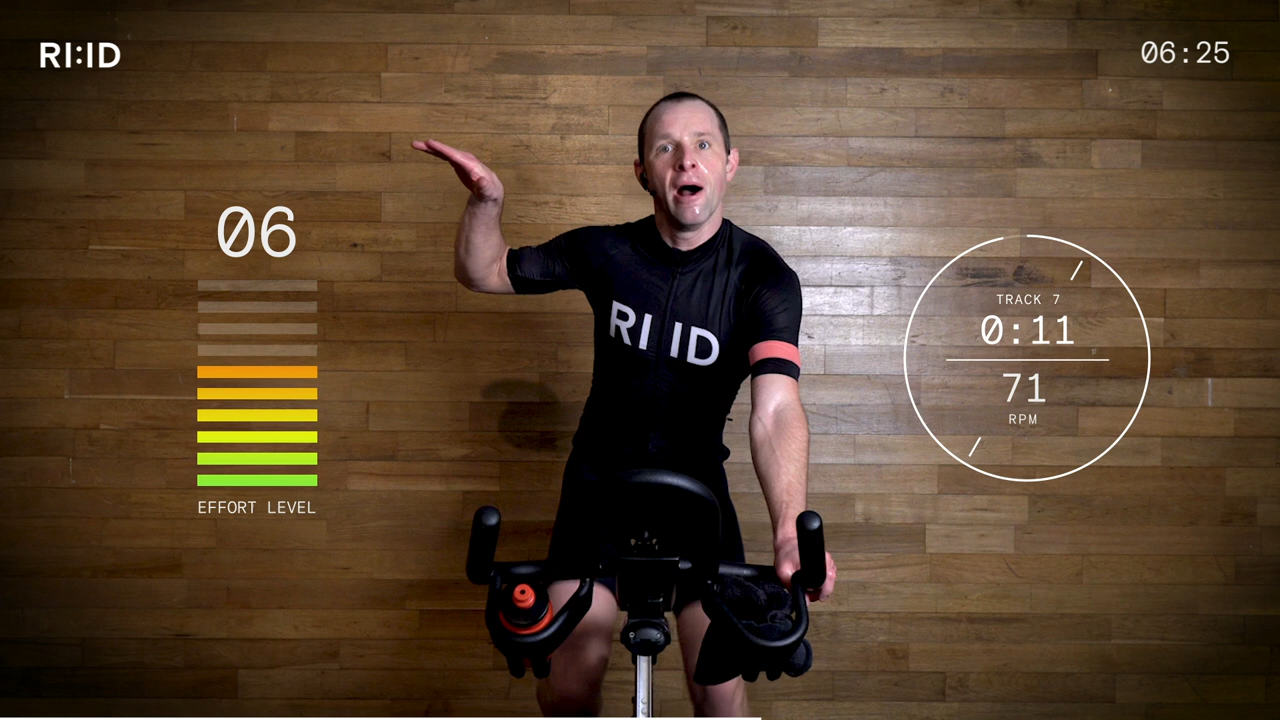 RI:ID
06:25
06
EFFORT LEVEL
TRACK 7
0:11
71
RPM
RI ID